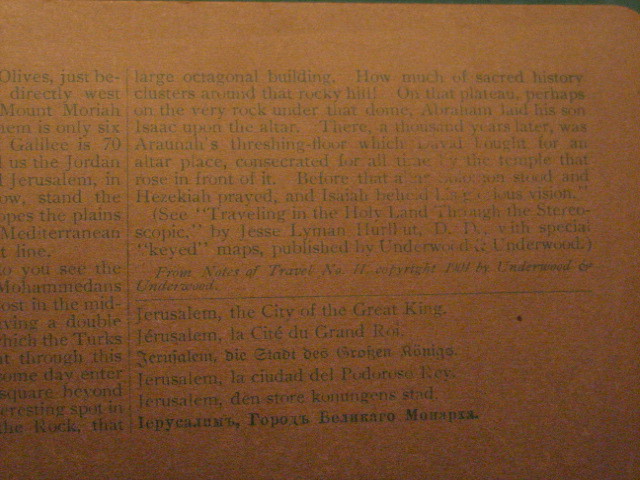 Olives, just be-
directly west
Mount Moriah
hem is only six
Galilee is 70
l us the Jordan
d Jerusalem, in
ow, stand the
opes the plains
Mediterranean
t line.
o you see the
Mohammedans
ost in the mid-
ving a double
which the Turks
at through this
ome day enter
square beyond
eresting spot in
the Rock, that
large octagonal building. How much of sacred history
clusters around that rocky hill! On that plateau, perhaps
on the very rock under that dome, Abraham laid his son
Isaac upon the altar. There, a thousand years later, was
Araunah's threshing-floor which David bought for an
altar place, consecrated for all time by the temple that
rose in front of it. Before that altar Solomon stood and
Hezekiah prayed, and Isaiah beheld his vision."
(See "Traveling in the Holy Land Through the Stereo-
scopic," by Jesse Lyman Hurlbut, D. D., with special
"keyed" maps, published by Underwood & Underwood.)
From Notes of Travel No. 11, copyright 1901 by Underwood &
Underwood.
Jerusalem, the City of the Great King.
Jérusalem, la Cité du Grand Roi.
Jerusalem, die Stadt des Großen Königs.
Jerusalem, la ciudad del Podoroso Rey.
Jerusalem, den store konungens stad.
Іерусалимъ, Городъ Великаго Монарха.